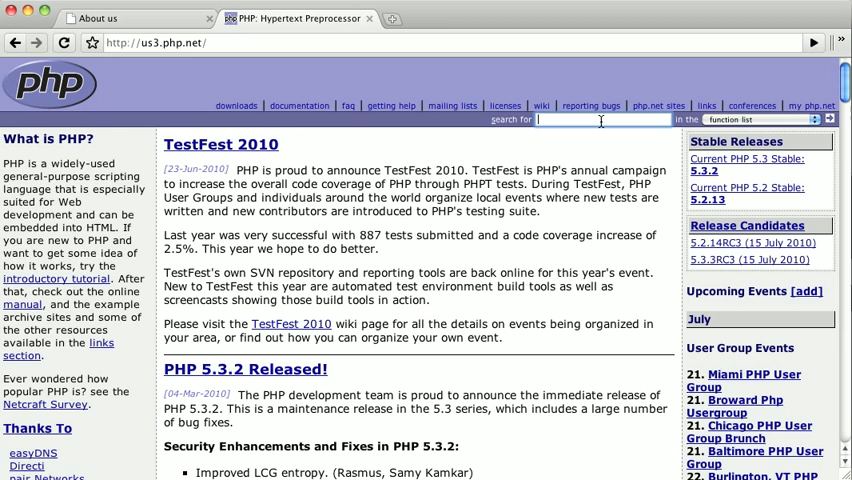 About us
PHP: Hypertext Preprocessor
http://us3.php.net/
php
downloads | documentation | faq | getting help | mailing lists | licenses | wiki | reporting bugs | php.net sites | links | conferences | my php.net
search for in the function list
What is PHP?
PHP is a widely-used
general-purpose scripting
language that is especially
suited for Web
development and can be
embedded into HTML. If
you are new to PHP and
want to get some idea of
how it works, try the
introductory tutorial. After
that, check out the online
manual, and the example
archive sites and some of
the other resources
available in the links
section.
Ever wondered how
popular PHP is? see the
Netcraft Survey.
Thanks To
easyDNS
Directi
pair Networks
TestFest 2010
[23-Jun-2010] PHP is proud to announce TestFest 2010. TestFest is PHP's annual campaign
to increase the overall code coverage of PHP through PHPT tests. During TestFest, PHP
User Groups and individuals around the world organize local events where new tests are
written and new contributors are introduced to PHP's testing suite.
Last year was very successful with 887 tests submitted and a code coverage increase of
2.5%. This year we hope to do better.
TestFest's own SVN repository and reporting tools are back online for this year's event.
New to TestFest this year are automated test environment build tools as well as
screencasts showing those build tools in action.
Please visit the TestFest 2010 wiki page for all the details on events being organized in
your area, or find out how you can organize your own event.
PHP 5.3.2 Released!
[04-Mar-2010] The PHP development team is proud to announce the immediate release of
PHP 5.3.2. This is a maintenance release in the 5.3 series, which includes a large number
of bug fixes.
Security Enhancements and Fixes in PHP 5.3.2:
Improved LCG entropy. (Rasmus, Samy Kamkar)
Stable Releases
Current PHP 5.3 Stable:
5.3.2
Current PHP 5.2 Stable:
5.2.13
Release Candidates
5.2.14RC3 (15 July 2010)
5.3.3RC3 (15 July 2010)
Upcoming Events [add]
July
User Group Events
21. Miami PHP User
Group
21. Broward Php
Usergroup
21. Chicago PHP User
Group Brunch
21. Baltimore PHP User
Group
22. Burlington, VT PHP